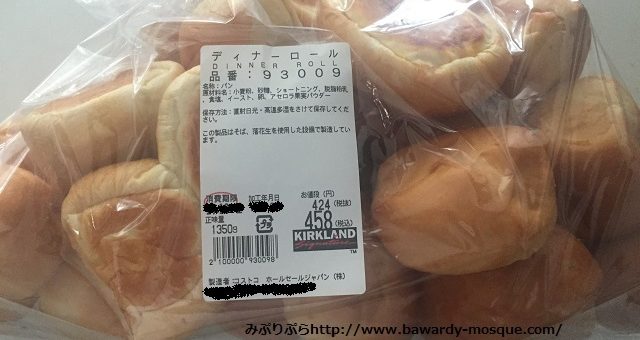 ディナーロール
DINNER ROLL
品番：93009
名称：パン
原材料名：小麦粉、砂糖、ショートニング、脱脂粉乳
、食塩、イースト、卵、アセロラ果実パウダー
保存方法：直射日光・高温多湿をさけて保存してくだ
さい。
この製品はそば、落花生を使用した設備で製造してい
ます。
消費期限 加工年月日 お値段（円）
424（税抜）
正味量 458（税込）
1350g
KIRKLAND
Signature
TM
2 100000 930098
製造者 コストコ ホールセールジャパン（株）
みぷりぷらhttp://www.bawardy-mosque.com/